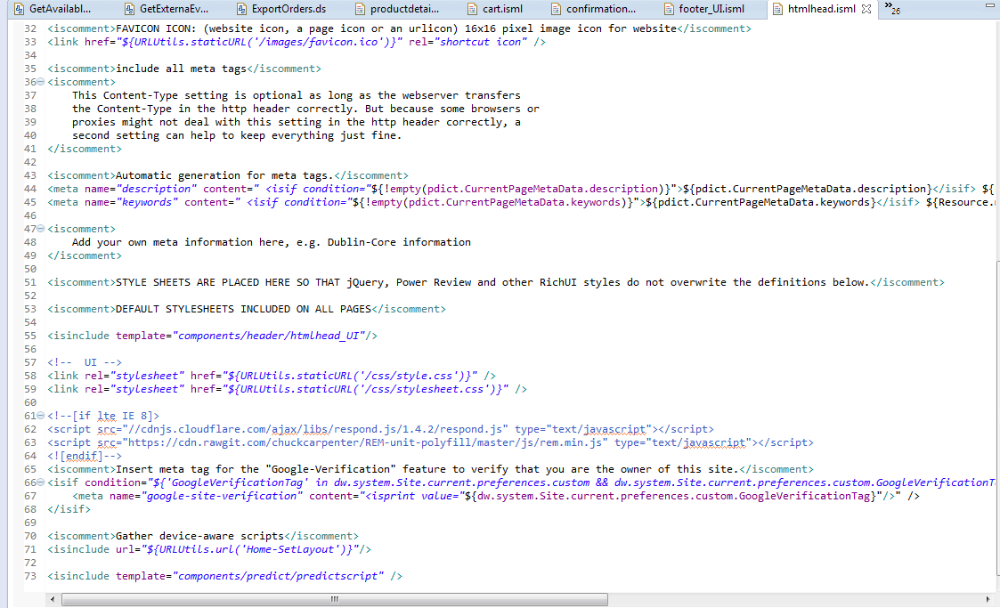 GetAvailabl... GetExternaEv... ExportOrders.ds productdetai... cart.isml confirmation... footer_UI.isml htmlhead.isml »26
32 <iscomment>FAVICON ICON: (website icon, a page icon or an urlicon) 16x16 pixel image icon for website</iscomment>
33 <link href="${URLUtils.staticURL('/images/favicon.ico')}" rel="shortcut icon" />
34
35 <iscomment>include all meta tags</iscomment>
36 <iscomment>
37     This Content-Type setting is optional as long as the webserver transfers
38     the Content-Type in the http header correctly. But because some browsers or
39     proxies might not deal with this setting in the http header correctly, a
40     second setting can help to keep everything just fine.
41 </iscomment>
42
43 <iscomment>Automatic generation for meta tags.</iscomment>
44 <meta name="description" content=" <isif condition="${!empty(pdict.CurrentPageMetaData.description)}">${pdict.CurrentPageMetaData.description}</isif> ${
45 <meta name="keywords" content=" <isif condition="${!empty(pdict.CurrentPageMetaData.keywords)}">${pdict.CurrentPageMetaData.keywords}</isif> ${Resource.
46
47 <iscomment>
48     Add your own meta information here, e.g. Dublin-Core information
49 </iscomment>
50
51 <iscomment>STYLE SHEETS ARE PLACED HERE SO THAT jQuery, Power Review and other RichUI styles do not overwrite the definitions below.</iscomment>
52
53 <iscomment>DEFAULT STYLESHEETS INCLUDED ON ALL PAGES</iscomment>
54
55 <isinclude template="components/header/htmlhead_UI"/>
56
57 <!--  UI -->
58 <link rel="stylesheet" href="${URLUtils.staticURL('/css/style.css')}" />
59 <link rel="stylesheet" href="${URLUtils.staticURL('/css/stylesheet.css')}" />
60
61 <!--[if lte IE 8]>
62 <script src="//cdnjs.cloudflare.com/ajax/libs/respond.js/1.4.2/respond.js" type="text/javascript"></script>
63 <script src="https://cdn.rawgit.com/chuckcarpenter/REM-unit-polyfill/master/js/rem.min.js" type="text/javascript"></script>
64 <![endif]-->
65 <iscomment>Insert meta tag for the "Google-Verification" feature to verify that you are the owner of this site.</iscomment>
66 <isif condition="${'GoogleVerificationTag' in dw.system.Site.current.preferences.custom && dw.system.Site.current.preferences.custom.GoogleVerificationT
67     <meta name="google-site-verification" content="<isprint value="${dw.system.Site.current.preferences.custom.GoogleVerificationTag}"/>" />
68 </isif>
69
70 <iscomment>Gather device-aware scripts</iscomment>
71 <isinclude url="${URLUtils.url('Home-SetLayout')}"/>
72
73 <isinclude template="components/predict/predictscript" />